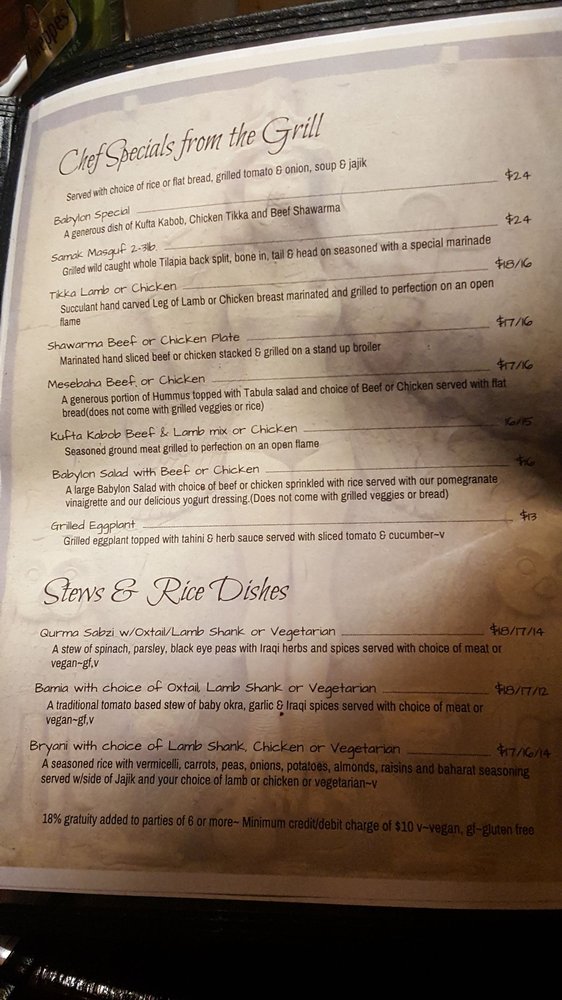 Chef Specials from the Grill
Served with choice of rice or flat bread, grilled tomato & onion, soup & jajik
Babylon Special $24
A generous dish of Kufta Kabob, Chicken Tikka and Beef Shawarma
Samak Masguf 2-3lb. $24
Grilled wild caught whole Tilapia back split, bone in, tail & head on seasoned with a special marinade
Tikka Lamb or Chicken $18/16
Succulant hand carved Leg of Lamb or Chicken breast marinated and grilled to perfection on an open
flame
Shawarma Beef or Chicken Plate $17/16
Marinated hand sliced beef or chicken stacked & grilled on a stand up broiler
Mesebaha Beef, or Chicken $17/16
A generous portion of Hummus topped with Tabula salad and choice of Beef or Chicken served with flat
bread(does not come with grilled veggies or rice)
Kufta Kabob Beef & Lamb mix or Chicken 16/15
Seasoned ground meat grilled to perfection on an open flame
Babylon Salad with Beef or Chicken $16
A large Babylon Salad with choice of beef or chicken sprinkled with rice served with our pomegranate
vinaigrette and our delicious yogurt dressing.(Does not come with grilled veggies or bread)
Grilled Eggplant $13
Grilled eggplant topped with tahini & herb sauce served with sliced tomato & cucumber~v
Stews & Rice Dishes
Qurma Sabzi w/Oxtail/Lamb Shank or Vegetarian $18/17/14
A stew of spinach, parsley, black eye peas with Iraqi herbs and spices served with choice of meat or
vegan~gf,v
Bamia with choice of Oxtail, Lamb Shank or Vegetarian $18/17/12
A traditional tomato based stew of baby okra, garlic & Iraqi spices served with choice of meat or
vegan~gf,v
Bryani with choice of Lamb Shank, Chicken or Vegetarian $17/16/14
A seasoned rice with vermicelli, carrots, peas, onions, potatoes, almonds, raisins and baharat seasoning
served w/side of Jajik and your choice of lamb or chicken or vegetarian~v
18% gratuity added to parties of 6 or more~ Minimum credit/debit charge of $10 v~vegan, gf~gluten free